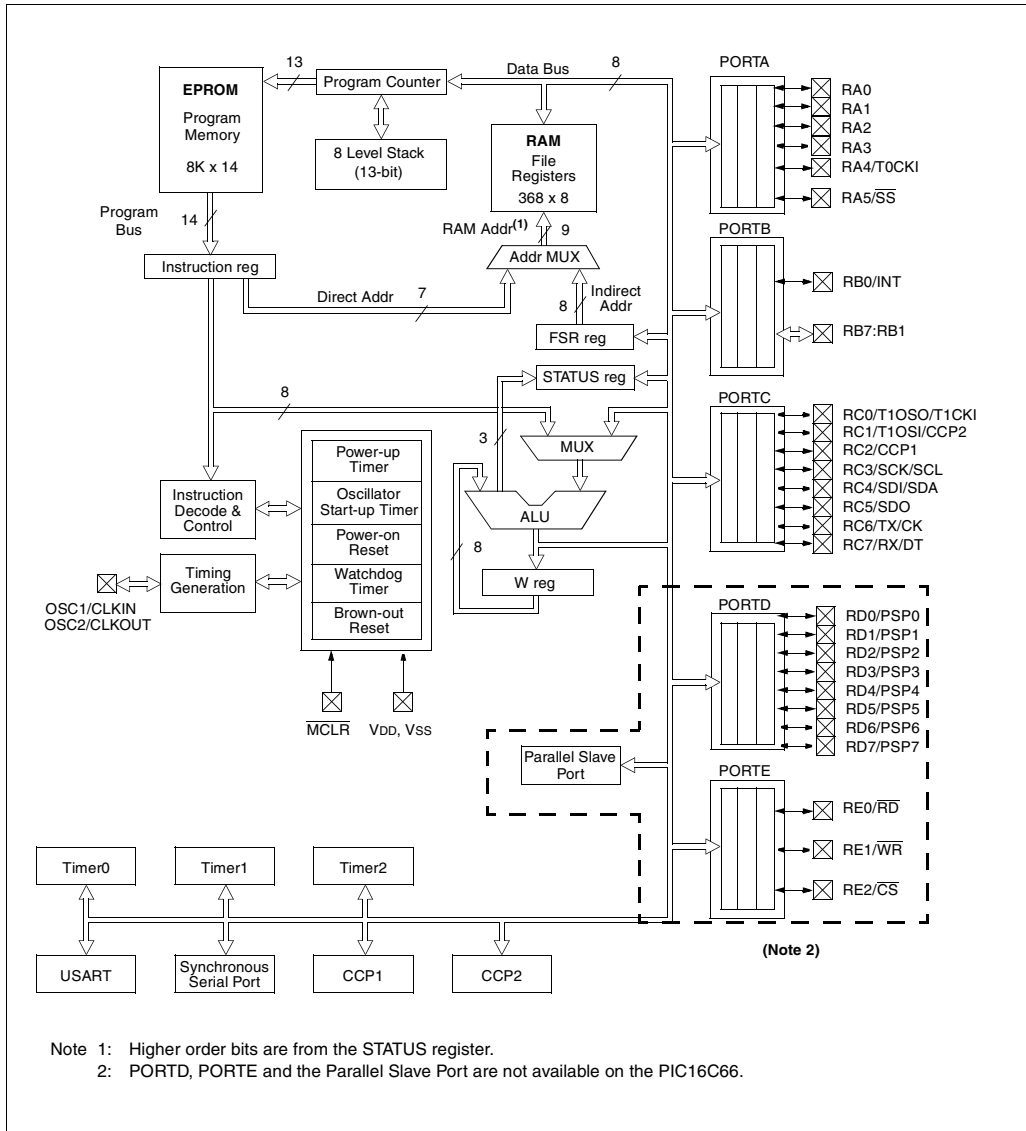 13
Program Counter
Data Bus
8
PORTA
EPROM
Program
Memory
8K x 14
8 Level Stack
(13-bit)
RAM
File
Registers
368 x 8
RA0
RA1
RA2
RA3
RA4/T0CKI
RA5/S̅S̅
Program
Bus
14
RAM Addr(1)
9
PORTB
Instruction reg
Addr MUX
Direct Addr
7
8
Indirect
Addr
RB0/INT
FSR reg
RB7:RB1
STATUS reg
8
3
MUX
PORTC
RC0/T1OSO/T1CKI
RC1/T1OSI/CCP2
RC2/CCP1
RC3/SCK/SCL
RC4/SDI/SDA
RC5/SDO
RC6/TX/CK
RC7/RX/DT
Power-up
Timer
Oscillator
Start-up Timer
Power-on
Reset
Watchdog
Timer
Brown-out
Reset
Instruction
Decode &
Control
ALU
8
W reg
Timing
Generation
OSC1/CLKIN
OSC2/CLKOUT
M̅C̅L̅R̅
VDD, VSS
PORTD
RD0/PSP0
RD1/PSP1
RD2/PSP2
RD3/PSP3
RD4/PSP4
RD5/PSP5
RD6/PSP6
RD7/PSP7
Parallel Slave
Port
PORTE
RE0/R̅D̅
RE1/W̅R̅
RE2/C̅S̅
(Note 2)
Timer0
Timer1
Timer2
USART
Synchronous
Serial Port
CCP1
CCP2
Note 1: Higher order bits are from the STATUS register.
2: PORTD, PORTE and the Parallel Slave Port are not available on the PIC16C66.